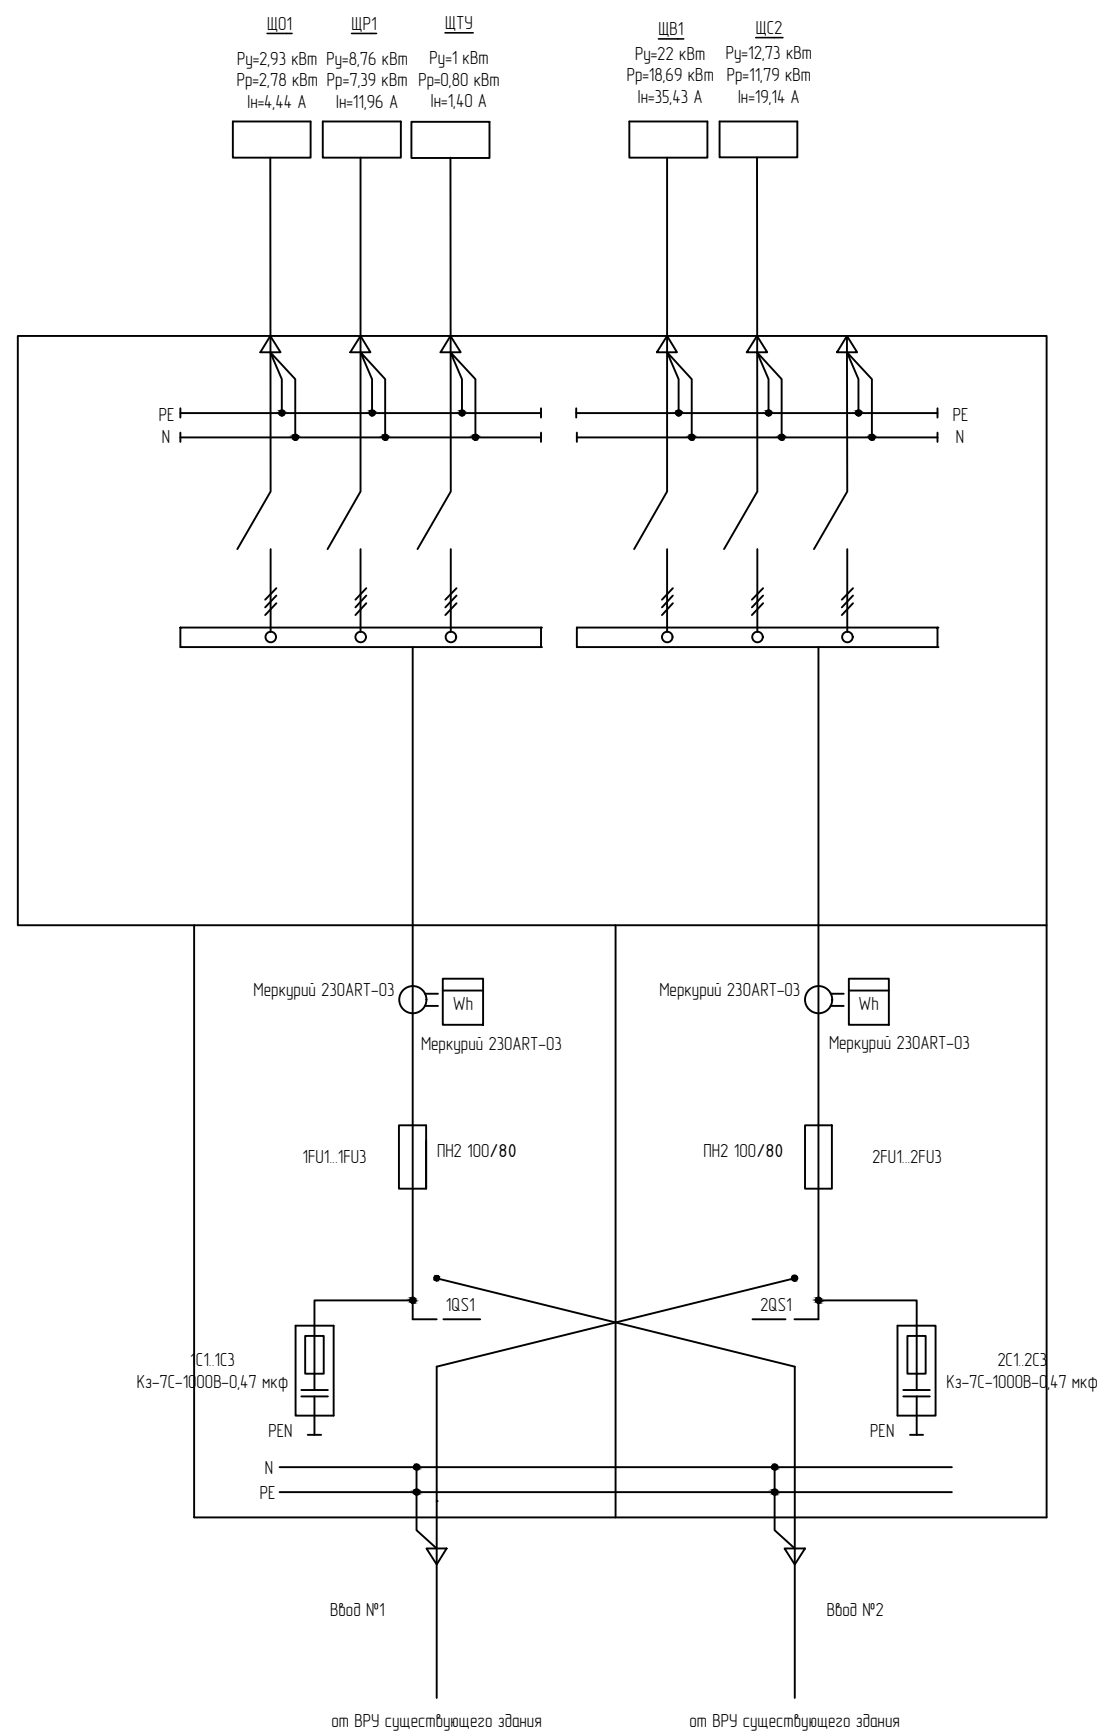 ЩО1
Ру=2,93 кВт
Рр=2,78 кВт
Iн=4,44 А
ЩР1
Ру=8,76 кВт
Рр=7,39 кВт
Iн=11,96 А
ЩТУ
Ру=1 кВт
Рр=0,80 кВт
Iн=1,40 А
ЩВ1
Ру=22 кВт
Рр=18,69 кВт
Iн=35,43 А
ЩС2
Ру=12,73 кВт
Рр=11,79 кВт
Iн=19,14 А
PE
N
PE
N
Меркурий 230ART-03
Wh
Меркурий 230ART-03
Меркурий 230ART-03
Wh
Меркурий 230ART-03
1FU1...1FU3
ПН2 100/80
ПН2 100/80
2FU1...2FU3
1QS1
2QS1
1С1..1С3
Кз-7С-1000В-0,47 мкф
PEN
2С1..2С3
Кз-7С-1000В-0,47 мкф
PEN
N
PE
Ввод №1
Ввод №2
от ВРУ существующего здания
от ВРУ существующего здания